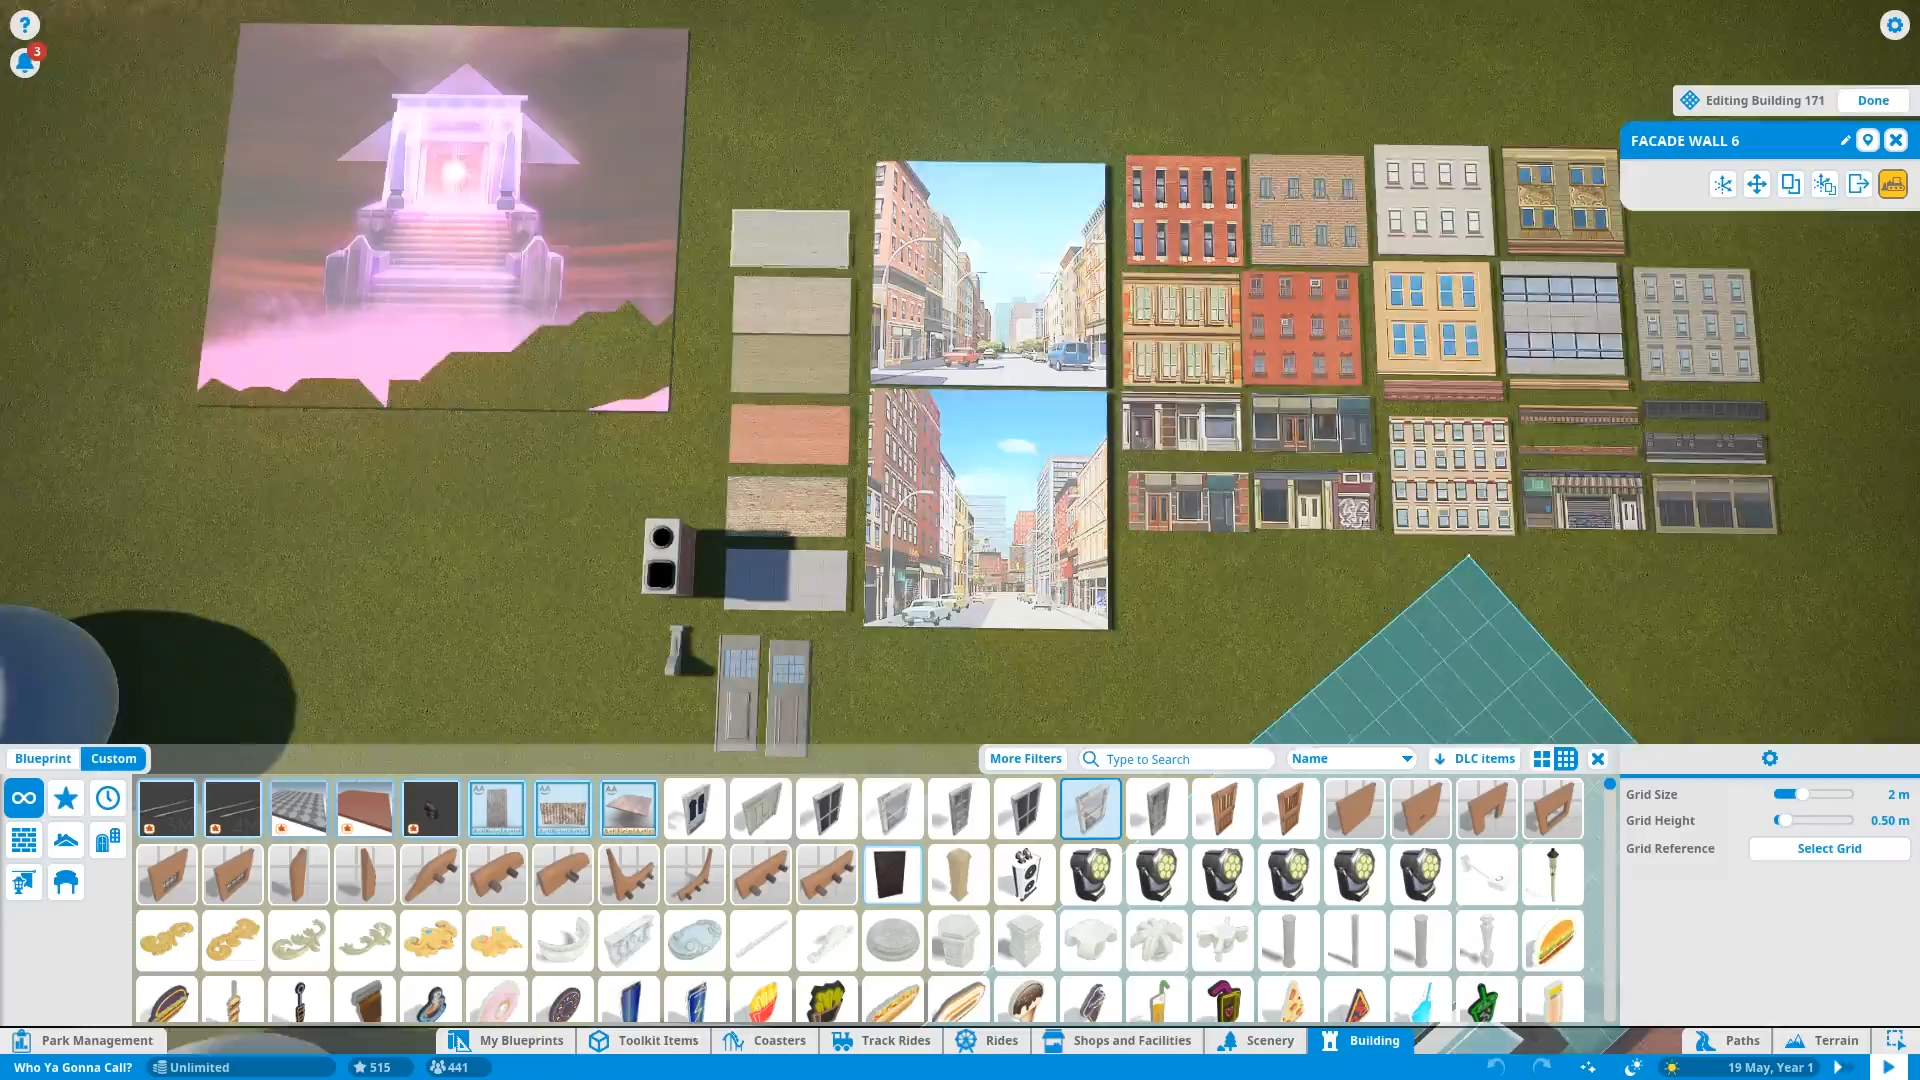 ?
3
Editing Building 171
Done
FACADE WALL 6
Blueprint
Custom
More Filters
Type to Search
Name
DLC items
3M
4M
Grid Size
2 m
Grid Height
0.50 m
Grid Reference
Select Grid
Park Management
My Blueprints
Toolkit Items
Coasters
Track Rides
Rides
Shops and Facilities
Scenery
Building
Paths
Terrain
Who Ya Gonna Call?
Unlimited
515
441
19 May, Year 1